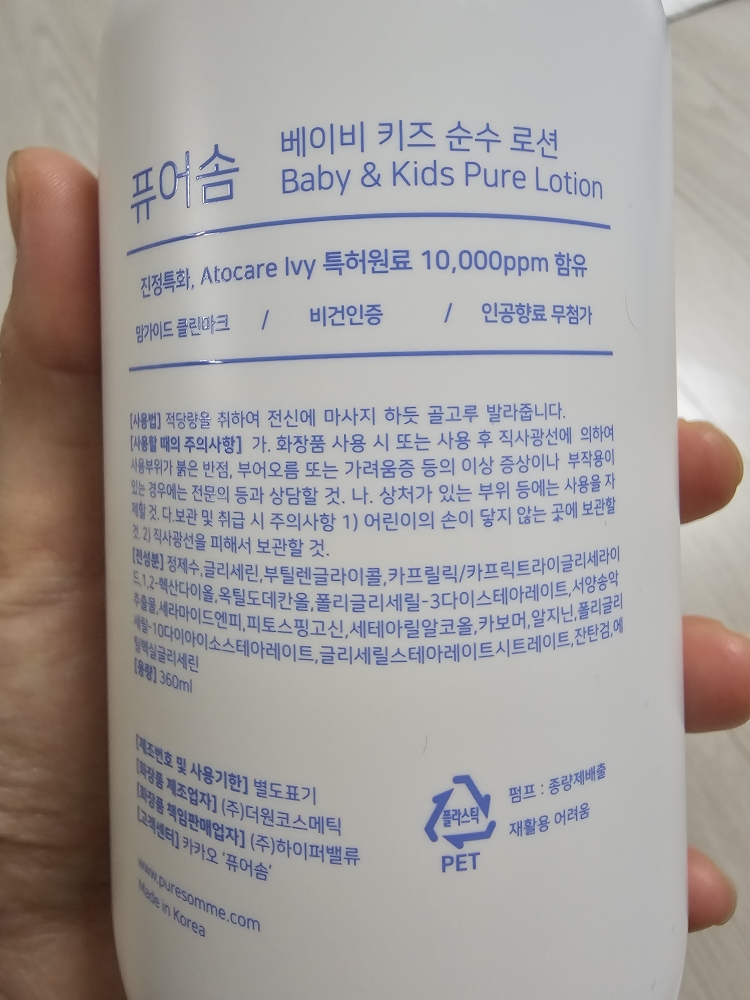 퓨어솜
베이비 키즈 순수 로션
Baby & Kids Pure Lotion
진정특화, Atocare Ivy 특허원료 10,000ppm 함유
맘가이드 클린마크 / 비건인증 / 인공향료 무첨가
[사용법] 적당량을 취하여 전신에 마사지 하듯 골고루 발라줍니다.
[사용할 때의 주의사항] 가. 화장품 사용 시 또는 사용 후 직사광선에 의하여
사용부위가 붉은 반점, 부어오름 또는 가려움증 등의 이상 증상이나 부작용이
있는 경우에는 전문의 등과 상담할 것. 나. 상처가 있는 부위 등에는 사용을 자
제할 것. 다.보관 및 취급 시 주의사항 1) 어린이의 손이 닿지 않는 곳에 보관할
것. 2) 직사광선을 피해서 보관할 것.
[전성분] 정제수,글리세린,부틸렌글라이콜,카프릴릭/카프릭트라이글리세라이
드,1,2-헥산다이올,옥틸도데칸올,폴리글리세릴-3다이스테아레이트,서양송악
추출물,세라마이드엔피,피토스핑고신,세테아릴알코올,카보머,알지닌,폴리글리
세릴-10다이아이소스테아레이트,글리세릴스테아레이트시트레이트,잔탄검,에
틸헥실글리세린
[용량] 360ml
[제조번호 및 사용기한] 별도표기
[화장품 제조업자] (주)더원코스메틱
[화장품 책임판매업자] (주)하이퍼밸류
[고객센터] 카카오 '퓨어솜'
www.puresomme.com
Made in Korea
플라스틱
PET
펌프 : 종량제배출
재활용 어려움